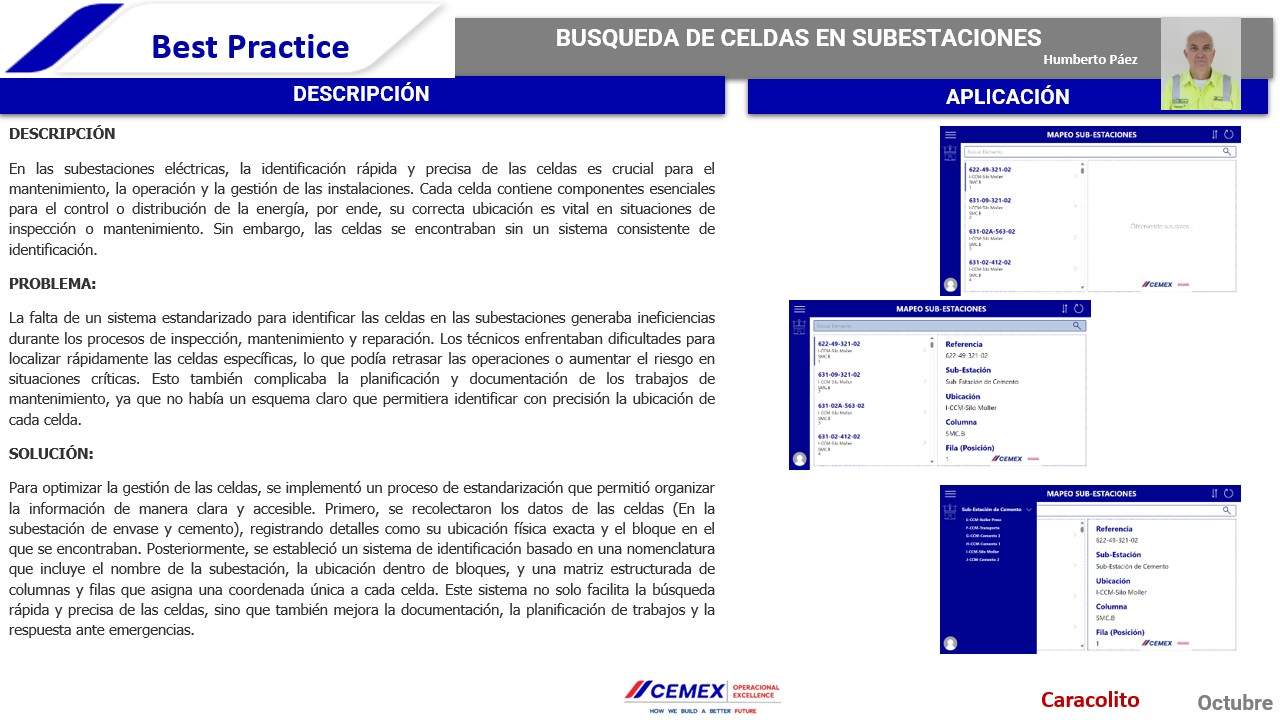 Best Practice
BUSQUEDA DE CELDAS EN SUBESTACIONES
Humberto Páez
DESCRIPCIÓN
APLICACIÓN
DESCRIPCIÓN
En las subestaciones eléctricas, la identificación rápida y precisa de las celdas es crucial para el
mantenimiento, la operación y la gestión de las instalaciones. Cada celda contiene componentes esenciales
para el control o distribución de la energía, por ende, su correcta ubicación es vital en situaciones de
inspección o mantenimiento. Sin embargo, las celdas se encontraban sin un sistema consistente de
identificación.
PROBLEMA:
La falta de un sistema estandarizado para identificar las celdas en las subestaciones generaba ineficiencias
durante los procesos de inspección, mantenimiento y reparación. Los técnicos enfrentaban dificultades para
localizar rápidamente las celdas específicas, lo que podía retrasar las operaciones y aumentar el riesgo en
situaciones críticas. Esto también complicaba la planificación y documentación de los trabajos de
mantenimiento, ya que no había un esquema claro que permitiera identificar con precisión la ubicación de
cada celda.
SOLUCIÓN:
Para optimizar la gestión de las celdas, se implementó un proceso de estandarización que permitió organizar
la información de manera clara y accesible. Primero, se recolectaron los datos de las celdas (En la
subestación de envase y cemento), registrando detalles como su ubicación física exacta y el bloque en el
que se encontraban. Posteriormente, se estableció un sistema de identificación basado en una nomenclatura
que incluye el nombre de la subestación, la ubicación dentro de bloques, y una matriz estructurada de
columnas y filas que asigna una coordenada única a cada celda. Este sistema no solo facilita la búsqueda
rápida y precisa de las celdas, sino que también mejora la documentación, la planificación de trabajos y la
respuesta ante emergencias.
MAPEO SUB-ESTACIONES
Buscar Elemento
622-49-321-02
I-CCM-Silo Moller
SMC.B
1
631-09-321-02
I-CCM-Silo Moller
SMC.B
2
631-02A-563-02
I-CCM-Silo Moller
SMC.B
3
631-02-412-02
I-CCM-Silo Moller
SMC.B
4
Obteniendo sus datos...
CEMEX
MAPEO SUB-ESTACIONES
Buscar Elemento
622-49-321-02
I-CCM-Silo Moller
SMC.B
1
631-09-321-02
I-CCM-Silo Moller
SMC.B
2
631-02A-563-02
I-CCM-Silo Moller
SMC.B
3
631-02-412-02
I-CCM-Silo Moller
SMC.B
4
Referencia
622-49-321-02
Sub-Estación
Sub-Estación de Cemento
Ubicación
I-CCM-Silo Moller
Columna
SMC.B
Fila (Posición)
1
CEMEX
MAPEO SUB-ESTACIONES
Sub-Estación de Cemento
E-CCM-Roller Press
F-CCM-Transporte
G-CCM-Cemento 2
H-CCM-Cemento 1
I-CCM-Silo Moller
J-CCM-Cemento 2
Referencia
622-49-321-02
Sub-Estación
Sub-Estación de Cemento
Ubicación
I-CCM-Silo Moller
Columna
SMC.B
Fila (Posición)
1
CEMEX
CEMEX OPERACIONAL
EXCELLENCE
HOW WE BUILD A BETTER FUTURE
Caracolito
Octubre